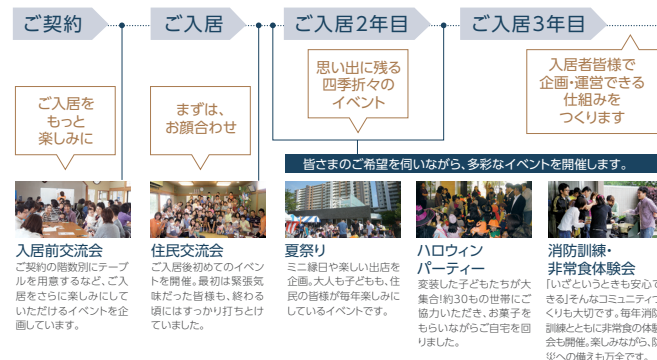 ご契約
ご入居
ご入居2年目
ご入居3年目
ご入居を
もっと
楽しみに
まずは、
お顔合わせ
思い出に残る
四季折々の
イベント
入居者皆様で
企画・運営できる
仕組みを
つくります
皆さまのご希望を伺いながら、多彩なイベントを開催します。
入居前交流会
ご契約の階数別にテーブ
ルを用意するなど、ご入
居をさらに楽しみにして
いただけるイベントを企
画しています。
住民交流会
ご入居後初めてのイベン
トを開催。最初は緊張気
味だった皆様も、終わる
頃にはすっかり打ちとけ
ていました。
夏祭り
ミニ縁日や楽しい出店を
企画。大人も子どもも、住
民の皆様が毎年楽しみに
しているイベントです。
ハロウィン
パーティー
変装した子どもたちが大
集合!約30もの世帯にご
協力いただき、お菓子を
もらいながらご自宅を回
りました。
消防訓練・
非常食体験会
「いざというときも安心で
きる」そんなコミュニティづ
くりも大切です。毎年消防
訓練とともに非常食の体験
会も開催。楽しみながら、防
災への備えも万全です。